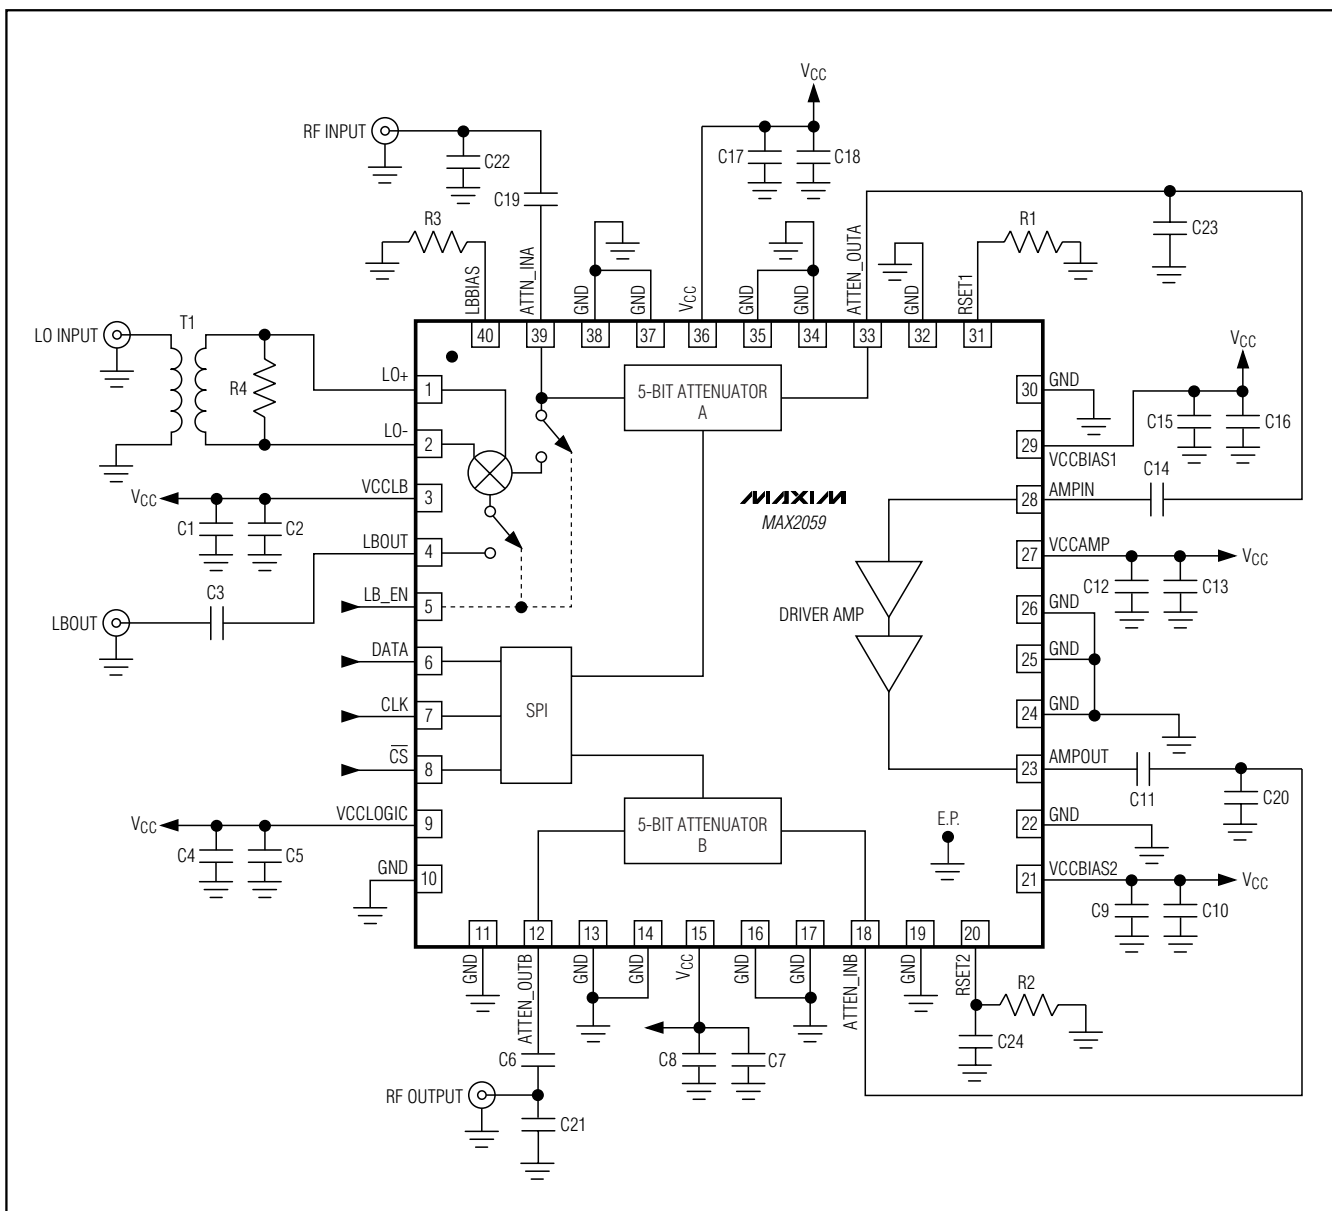 VCC
RF INPUT
C22
C17
C18
C19
R3
R1
C23
LBBIAS
ATTN_INA
GND
GND
VCC
GND
GND
ATTEN_OUTA
GND
RSET1
40
39
38
37
36
35
34
33
32
31
T1
LO INPUT
R4
LO+
1
LO-
2
VCC
VCCLB
3
C1
C2
LBOUT
4
C3
LB_EN
5
LBOUT
DATA
6
CLK
7
CS
8
VCC
VCCLOGIC
9
C4
C5
GND
10
5-BIT ATTENUATOR
A
MAXIM
MAX2059
DRIVER AMP
SPI
5-BIT ATTENUATOR
B
E.P.
VCC
30
GND
C15
C16
29
VCCBIAS1
C14
28
AMPIN
27
VCCAMP
VCC
C12
C13
26
GND
25
GND
24
GND
23
AMPOUT
C11
C20
22
GND
21
VCCBIAS2
VCC
C9
C10
11
12
13
14
15
16
17
18
19
20
GND
ATTEN_OUTB
GND
GND
VCC
GND
GND
ATTEN_INB
GND
RSET2
R2
C24
C6
C8
C7
RF OUTPUT
C21